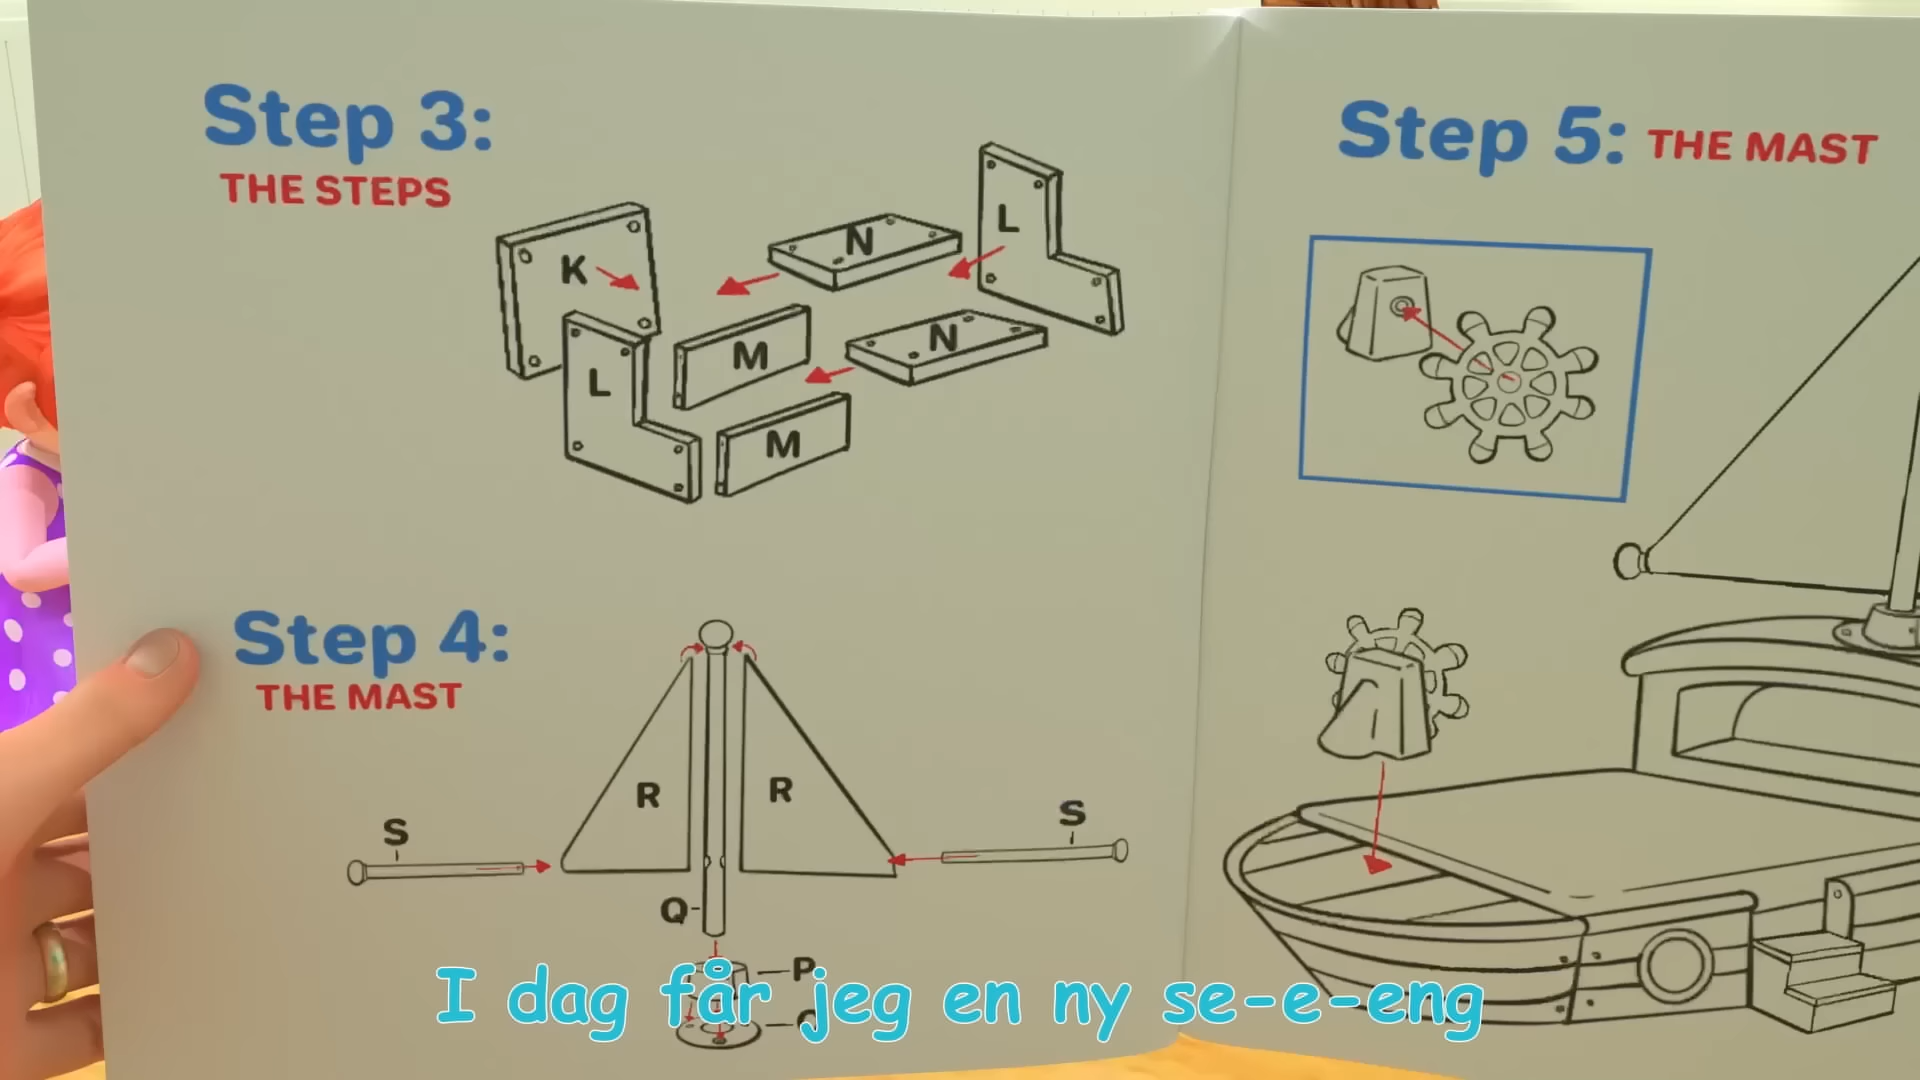 Step 3:
THE STEPS
K
N
L
L
M
N
M
Step 4:
THE MAST
R
R
S
S
Q
P
Step 5: THE MAST
I dag får jeg en ny se-e-eng